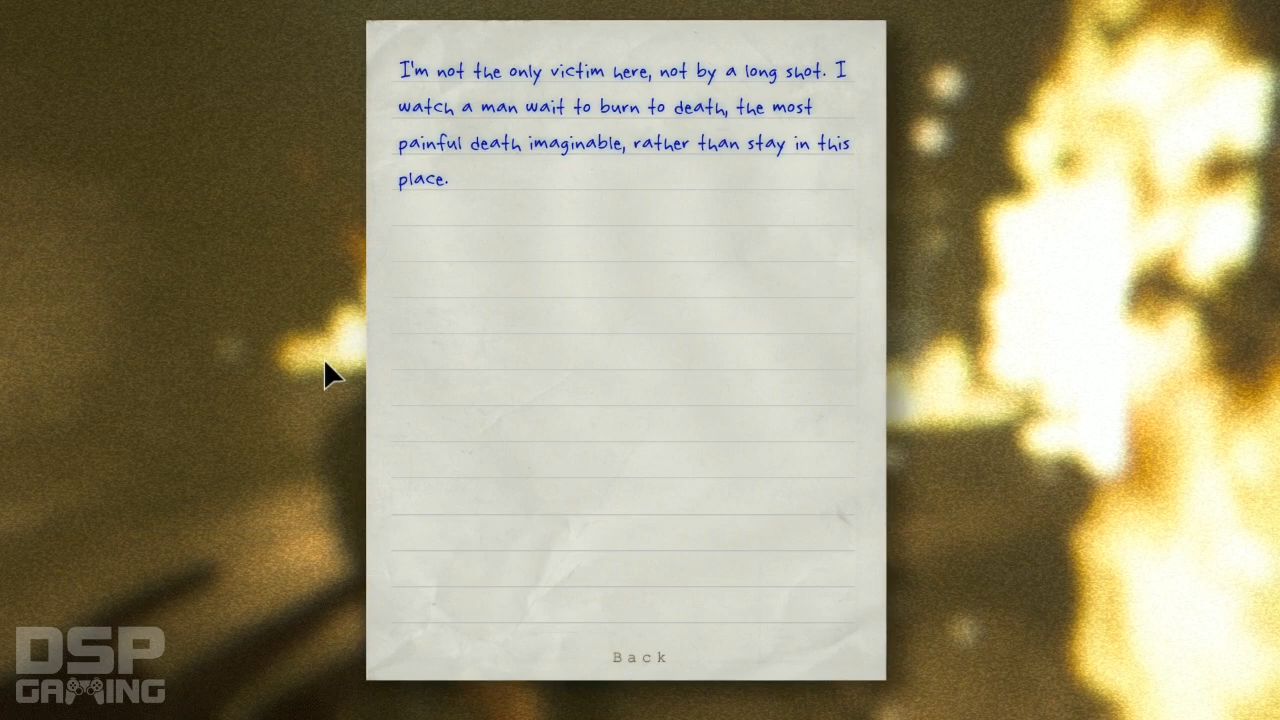 I'm not the only victim here, not by a long shot. I
watch a man wait to burn to death, the most
painful death imaginable, rather than stay in this
place.
Back
DSP
GAMING